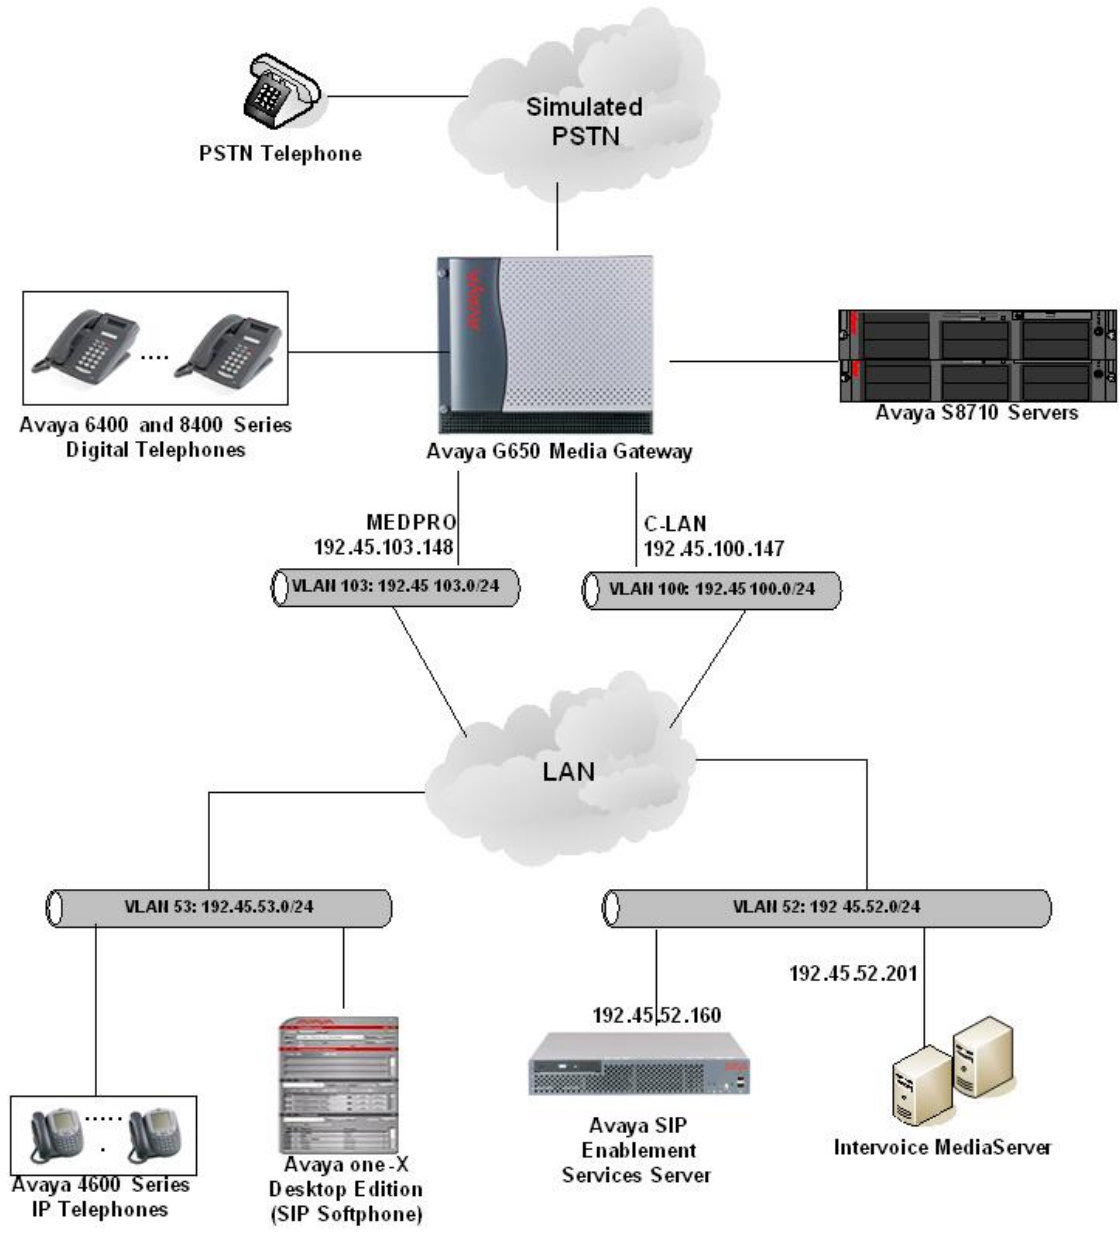 Simulated
PSTN
PSTN Telephone
AVAYA
Avaya 6400 and 8400 Series
Digital Telephones
Avaya G650 Media Gateway
Avaya S8710 Servers
MEDPRO
192.45.103.148
C-LAN
192.45.100.147
VLAN 103: 192.45 103.0/24
VLAN 100: 192.45 100.0/24
LAN
VLAN 53: 192.45.53.0/24
VLAN 52: 192 45.52.0/24
192.45.52.201
192.45.52.160
Avaya 4600 Series
IP Telephones
Avaya one-X
Desktop Edition
(SIP Softphone)
Avaya SIP
Enablement
Services Server
Intervoice MediaServer